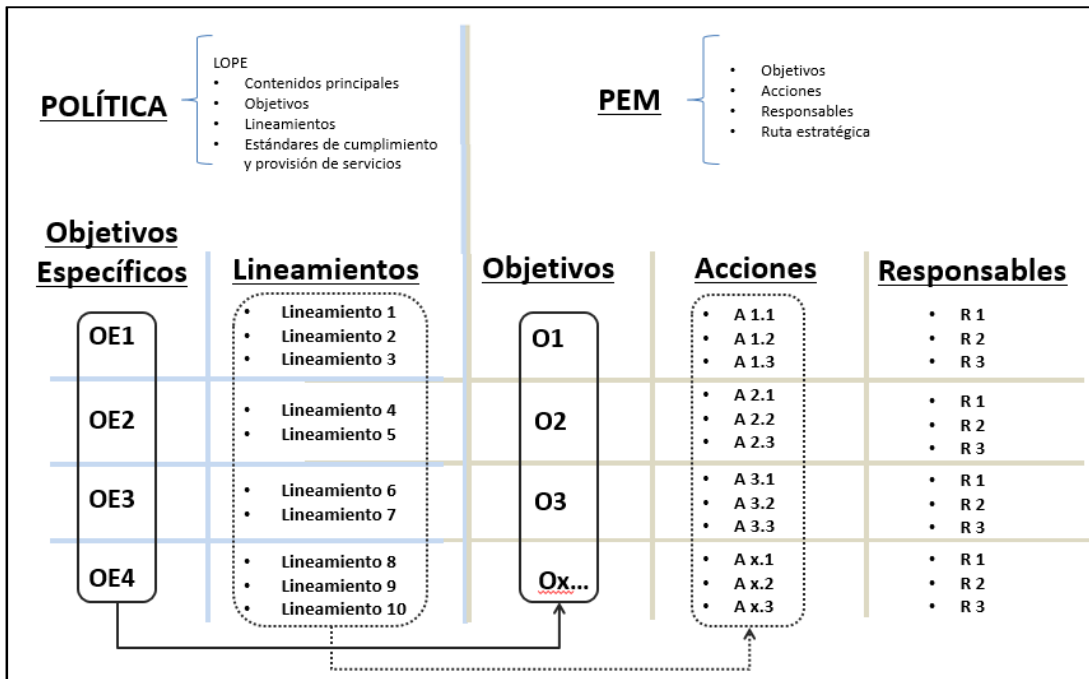 POLÍTICA
LOPE
• Contenidos principales
• Objetivos
• Lineamientos
• Estándares de cumplimiento
y provisión de servicios
PEM
• Objetivos
• Acciones
• Responsables
• Ruta estratégica
Objetivos
Específicos
Lineamientos
Objetivos
Acciones
Responsables
OE1
• Lineamiento 1
• Lineamiento 2
• Lineamiento 3
O1
• A 1.1
• A 1.2
• A 1.3
• R 1
• R 2
• R 3
OE2
• Lineamiento 4
• Lineamiento 5
O2
• A 2.1
• A 2.2
• A 2.3
• R 1
• R 2
• R 3
OE3
• Lineamiento 6
• Lineamiento 7
O3
• A 3.1
• A 3.2
• A 3.3
• R 1
• R 2
• R 3
OE4
• Lineamiento 8
• Lineamiento 9
• Lineamiento 10
Ox...
• A x.1
• A x.2
• A x.3
• R 1
• R 2
• R 3